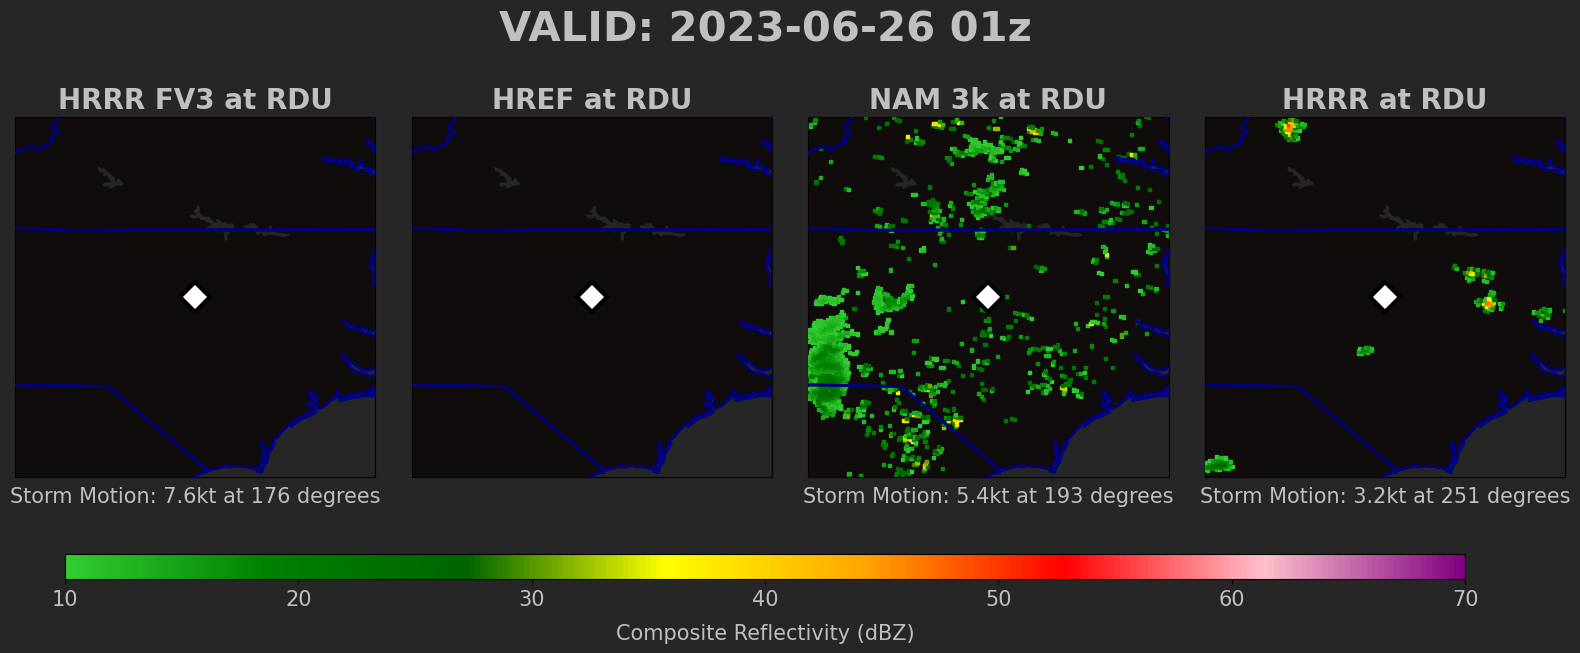 VALID: 2023-06-26 01z
HRRR FV3 at RDU
HREF at RDU
NAM 3k at RDU
HRRR at RDU
Storm Motion: 7.6kt at 176 degrees
Storm Motion: 5.4kt at 193 degrees
Storm Motion: 3.2kt at 251 degrees
10 20 30 40 50 60 70
Composite Reflectivity (dBZ)